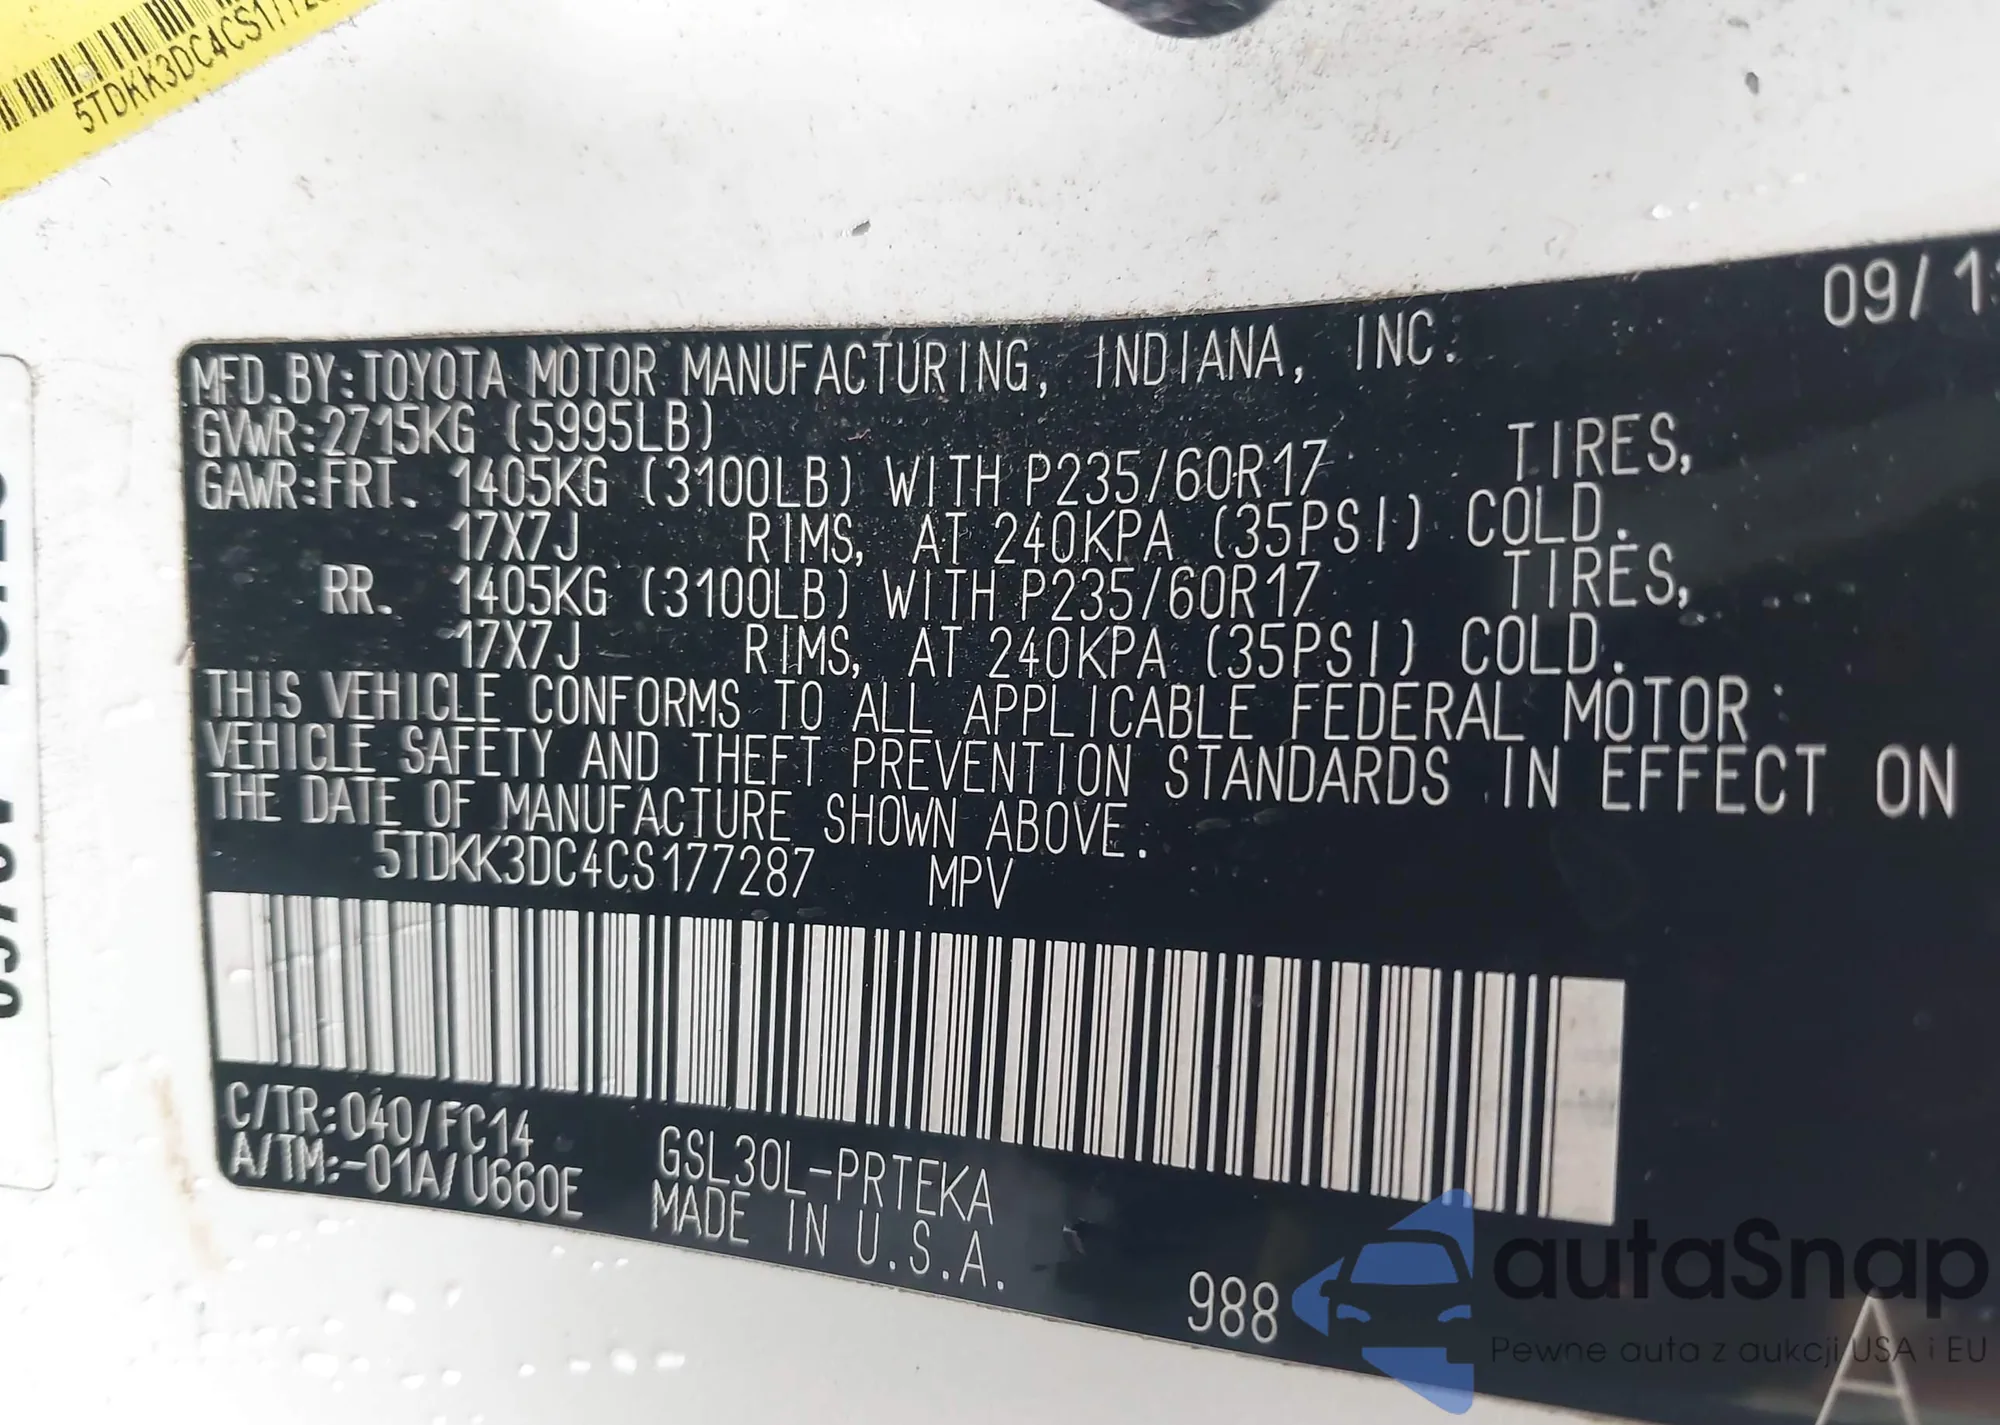 5TDKK3DC4CS1772
09/1
MFD.BY:TOYOTA MOTOR MANUFACTURING, INDIANA, INC.
GVWR:2715KG (5995LB)
GAWR:FRT. 1405KG (3100LB) WITH P235/60R17 TIRES,
17X7J RIMS, AT 240KPA (35PSI) COLD.
RR. 1405KG (3100LB) WITH P235/60R17 TIRES,
17X7J RIMS, AT 240KPA (35PSI) COLD.
THIS VEHICLE CONFORMS TO ALL APPLICABLE FEDERAL MOTOR
VEHICLE SAFETY AND THEFT PREVENTION STANDARDS IN EFFECT ON
THE DATE OF MANUFACTURE SHOWN ABOVE.
5TDKK3DC4CS177287 MPV
C/TR:040/FC14
A/TM:-01A/U660E
GSL30L-PRTEKA
MADE IN U.S.A.
988
A
autaSnap
Pewne auta z aukcji USA i EU